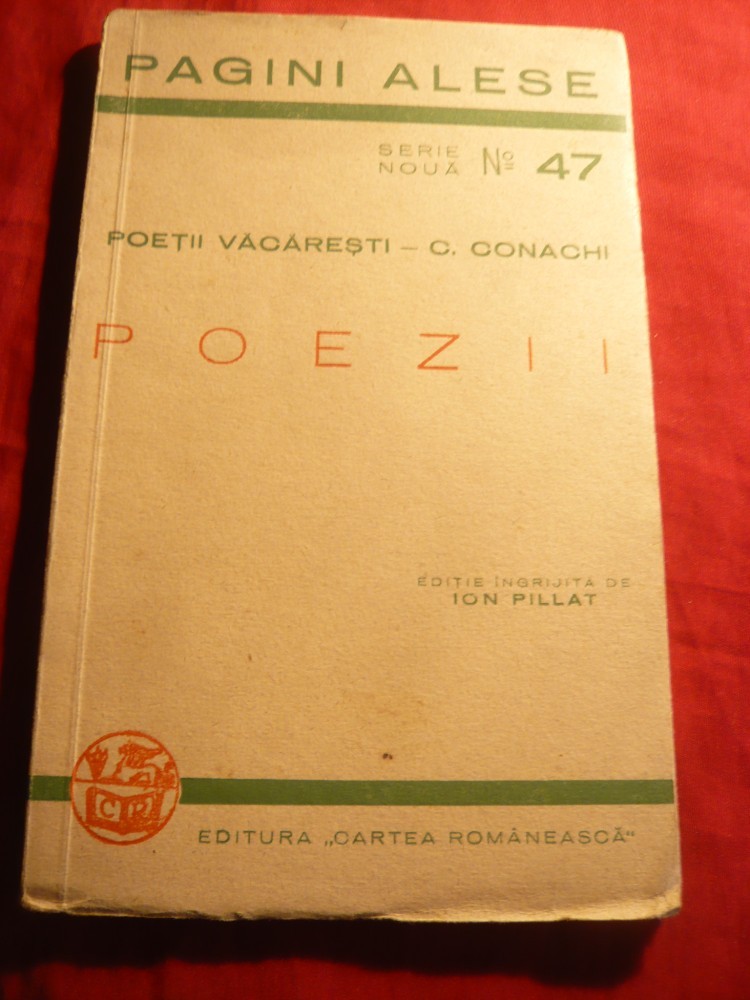 PAGINI ALESE
SERIE
NOUĂ Nº 47
POEȚII VĂCĂREȘTI – C. CONACHI
POEZII
EDIȚIE ÎNGRIJITĂ DE
ION PILLAT
C R
EDITURA „CARTEA ROMÂNEASCĂ"